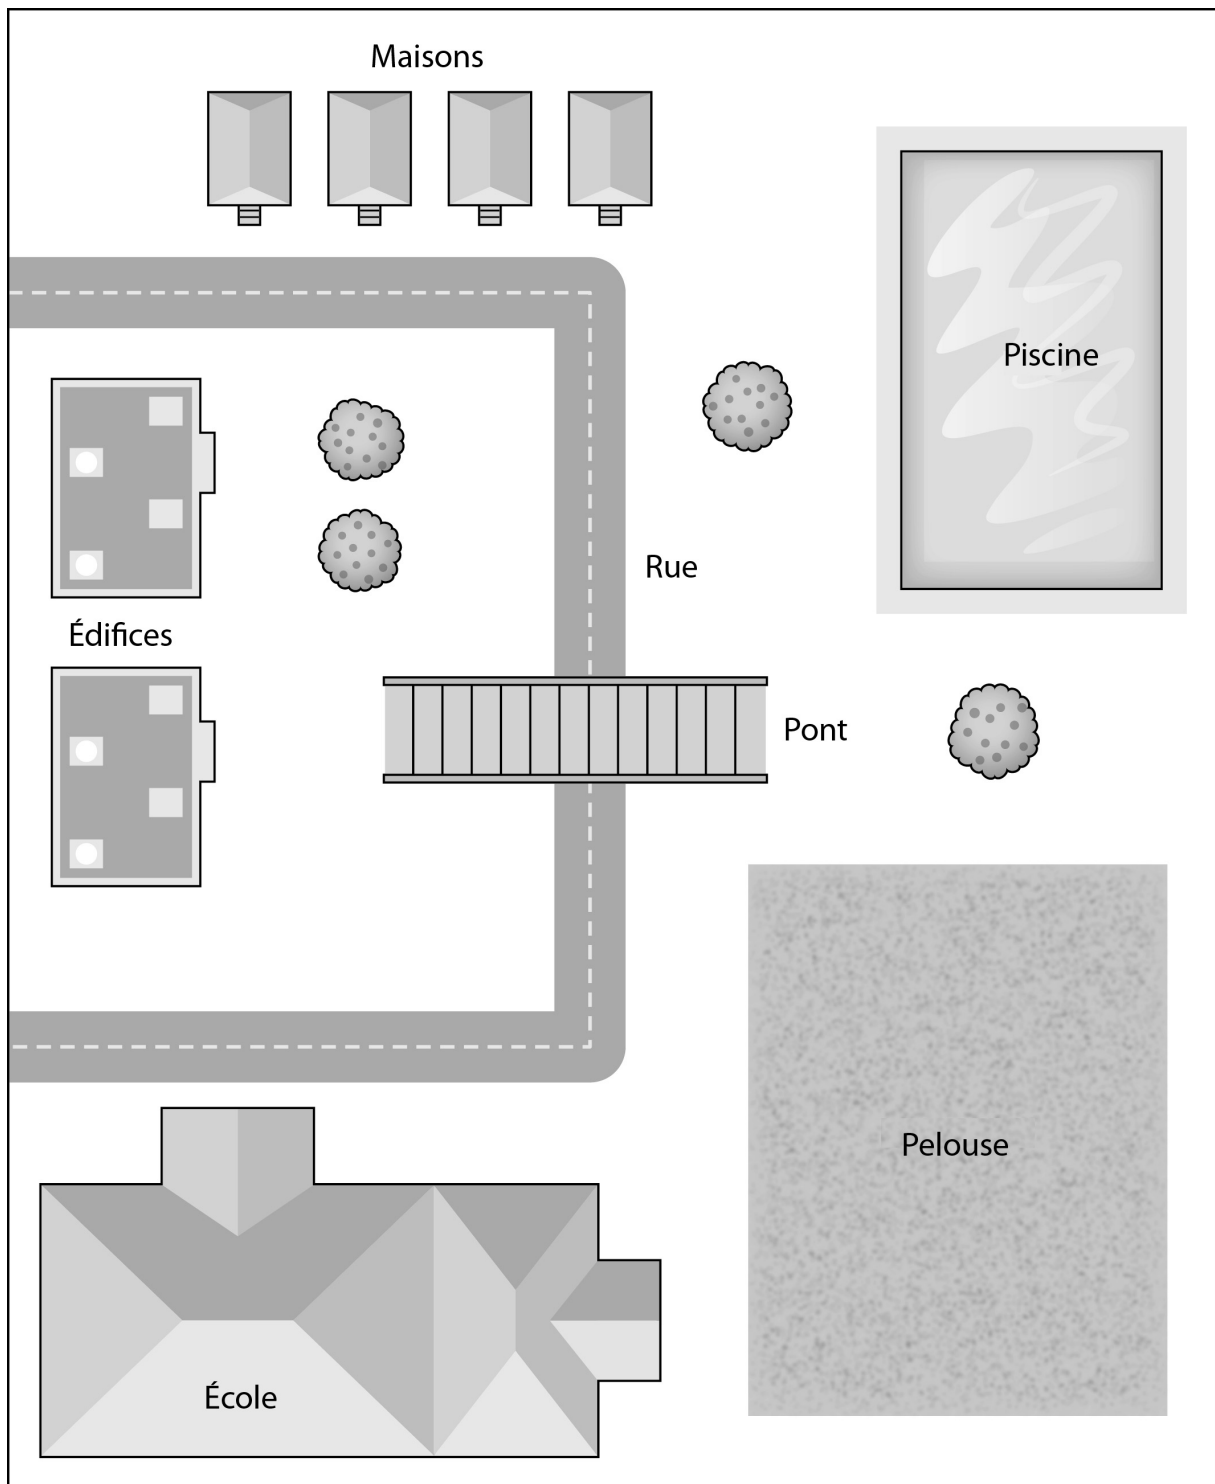 Maisons
Piscine
Rue
Édifices
Pont
Pelouse
École